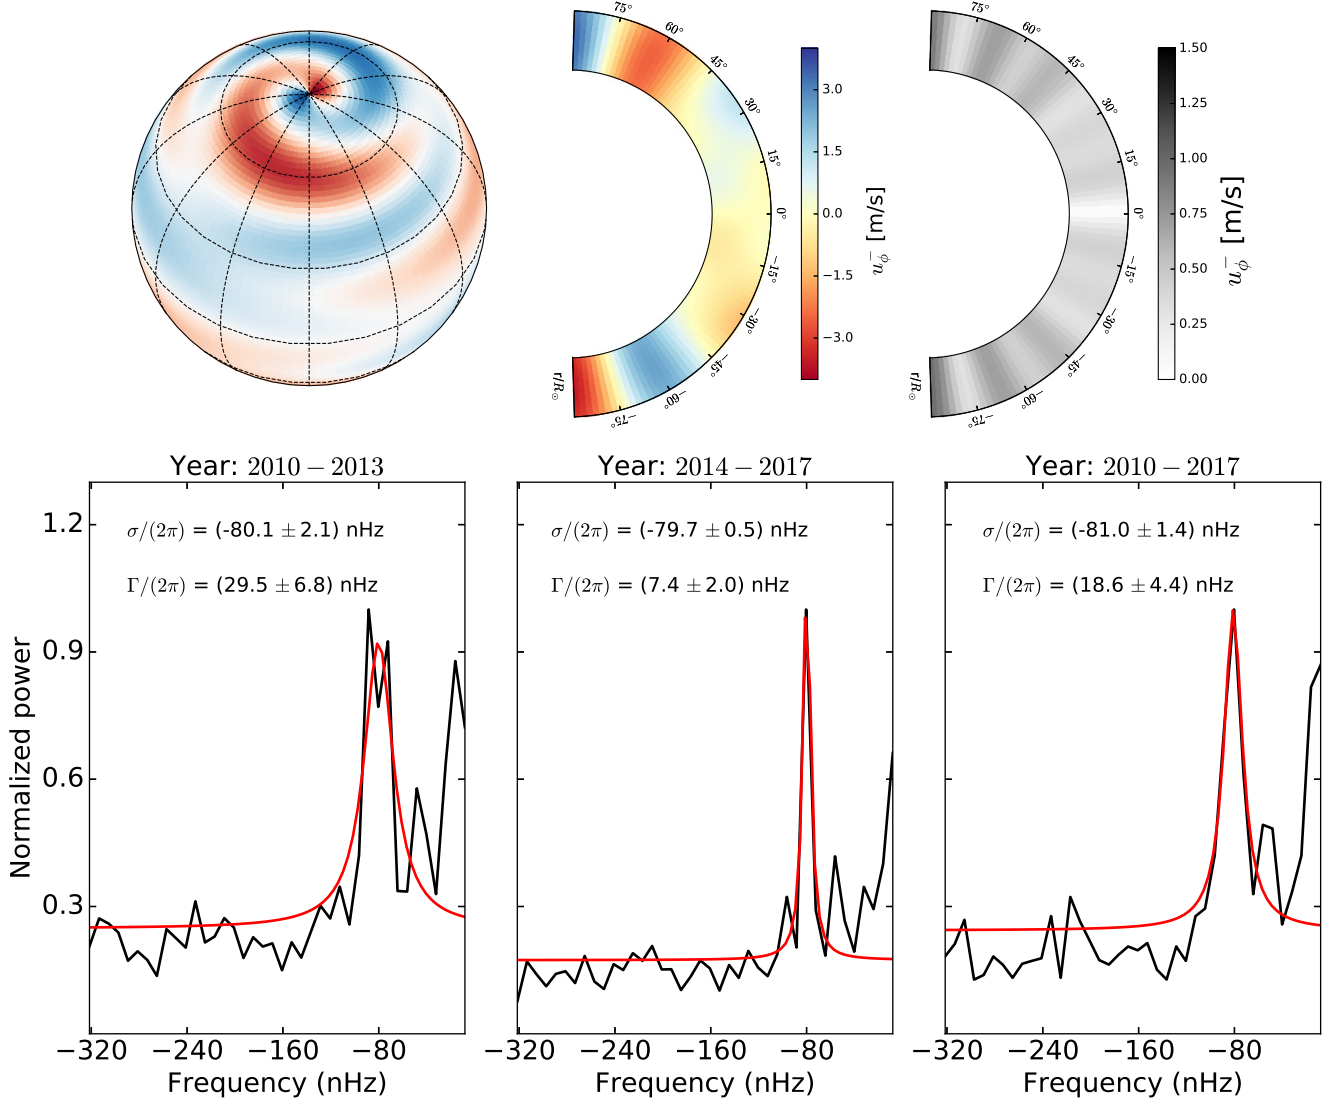 75°
60°
45°
30°
15°
0°
−15°
−30°
−45°
−60°
−75°
r/R⊙
3.0
1.5
0.0
−1.5
−3.0
u_ϕ [m/s]
75°
60°
45°
30°
15°
0°
−15°
−30°
−45°
−60°
−75°
r/R⊙
1.50
1.25
1.00
0.75
0.50
0.25
0.00
u_ϕ [m/s]
Year: 2010 − 2013
Year: 2014 − 2017
Year: 2010 − 2017
σ/(2π) = (-80.1 ± 2.1) nHz
Γ/(2π) = (29.5 ± 6.8) nHz
σ/(2π) = (-79.7 ± 0.5) nHz
Γ/(2π) = (7.4 ± 2.0) nHz
σ/(2π) = (-81.0 ± 1.4) nHz
Γ/(2π) = (18.6 ± 4.4) nHz
Normalized power
1.2
0.9
0.6
0.3
−320 −240 −160 −80
−320 −240 −160 −80
−320 −240 −160 −80
Frequency (nHz)
Frequency (nHz)
Frequency (nHz)